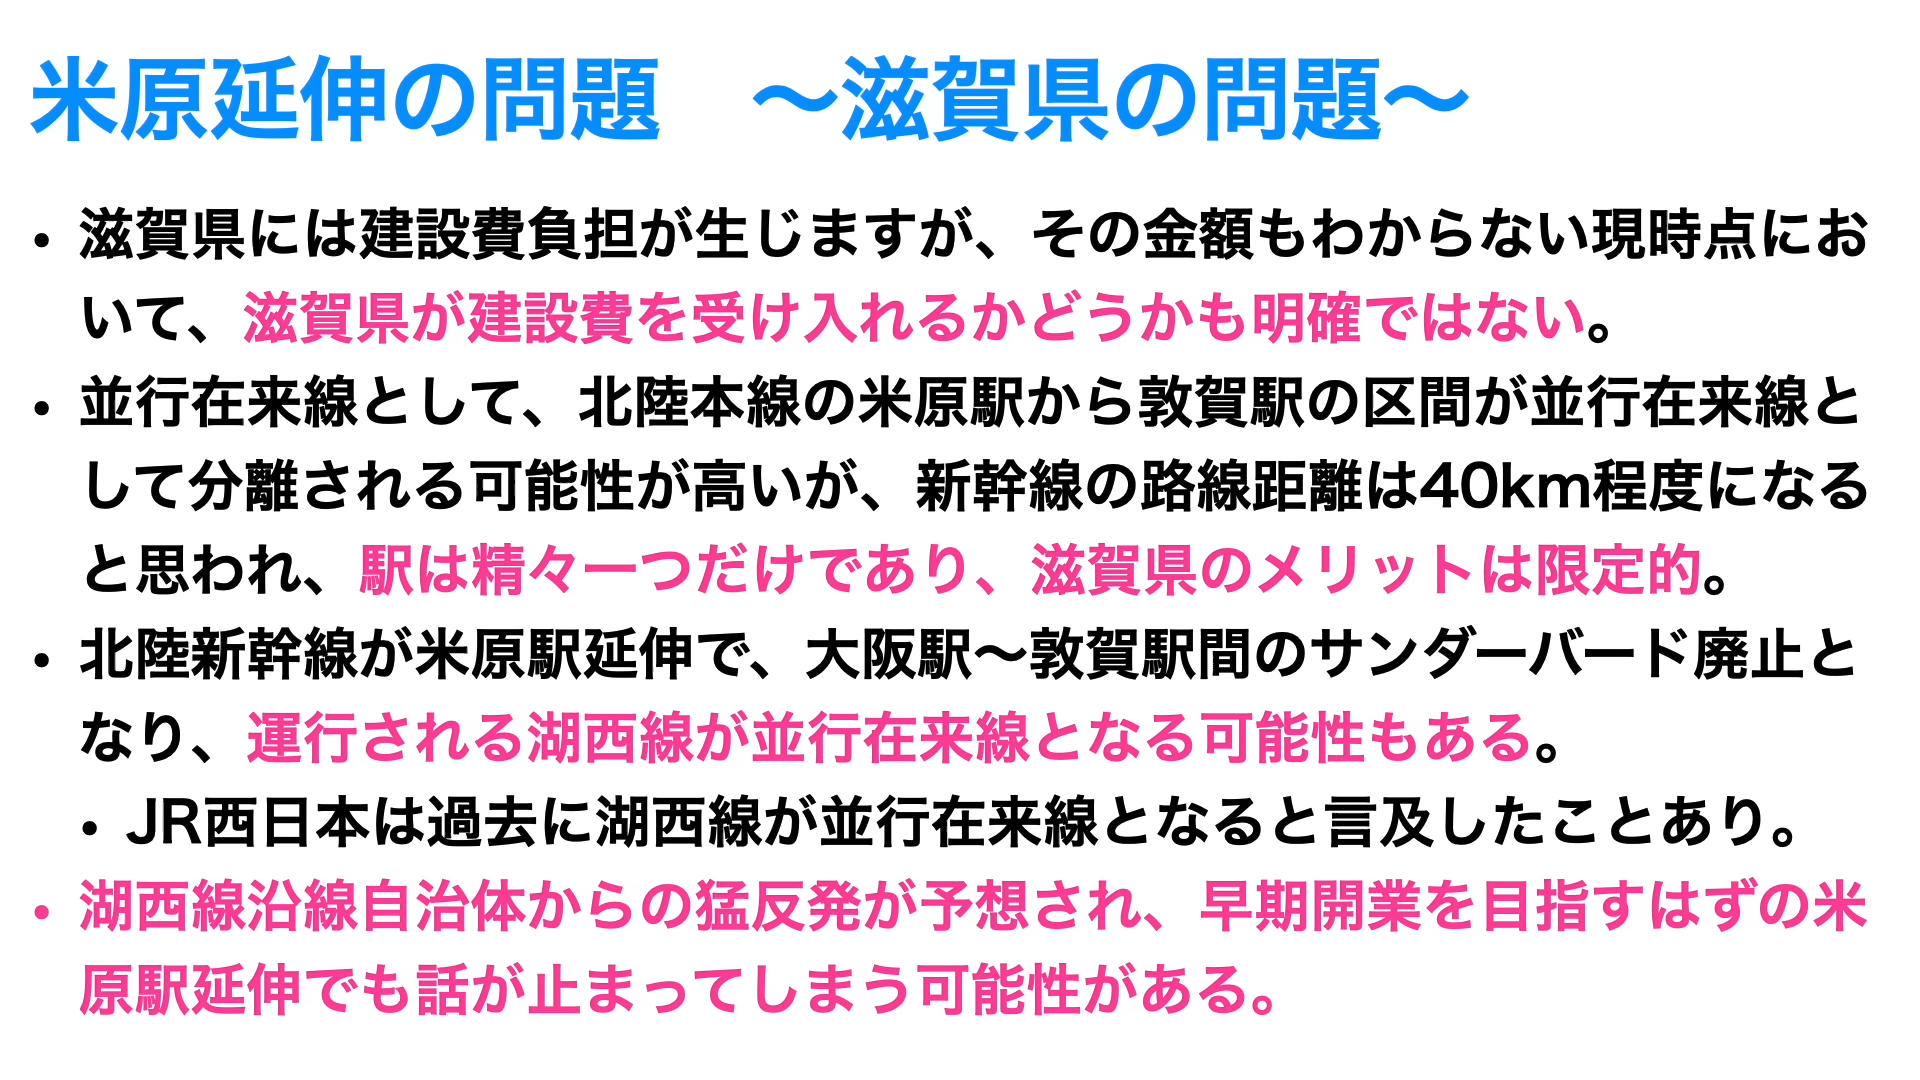 米原延伸の問題　〜滋賀県の問題〜
• 滋賀県には建設費負担が生じますが、その金額もわからない現時点にお
いて、滋賀県が建設費を受け入れるかどうかも明確ではない。
• 並行在来線として、北陸本線の米原駅から敦賀駅の区間が並行在来線と
して分離される可能性が高いが、新幹線の路線距離は40km程度になる
と思われ、駅は精々一つだけであり、滋賀県のメリットは限定的。
• 北陸新幹線が米原駅延伸で、大阪駅〜敦賀駅間のサンダーバード廃止と
なり、運行される湖西線が並行在来線となる可能性もある。
• JR西日本は過去に湖西線が並行在来線となると言及したことあり。
• 湖西線沿線自治体からの猛反発が予想され、早期開業を目指すはずの米
原駅延伸でも話が止まってしまう可能性がある。